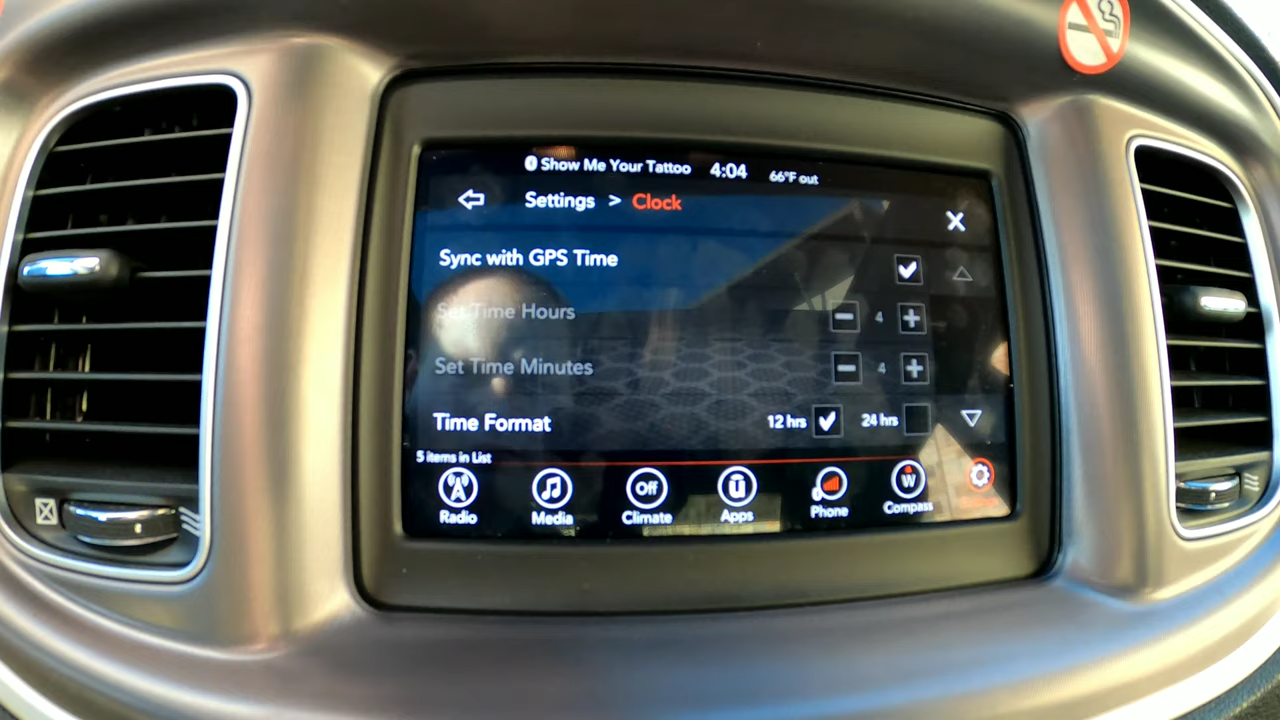 Show Me Your Tattoo 4:04 66°F out
Settings > Clock
Sync with GPS Time
Set Time Hours 4
Set Time Minutes 4
Time Format 12 hrs 24 hrs
5 items in List
Off W
Radio Media Climate Apps Phone Compass